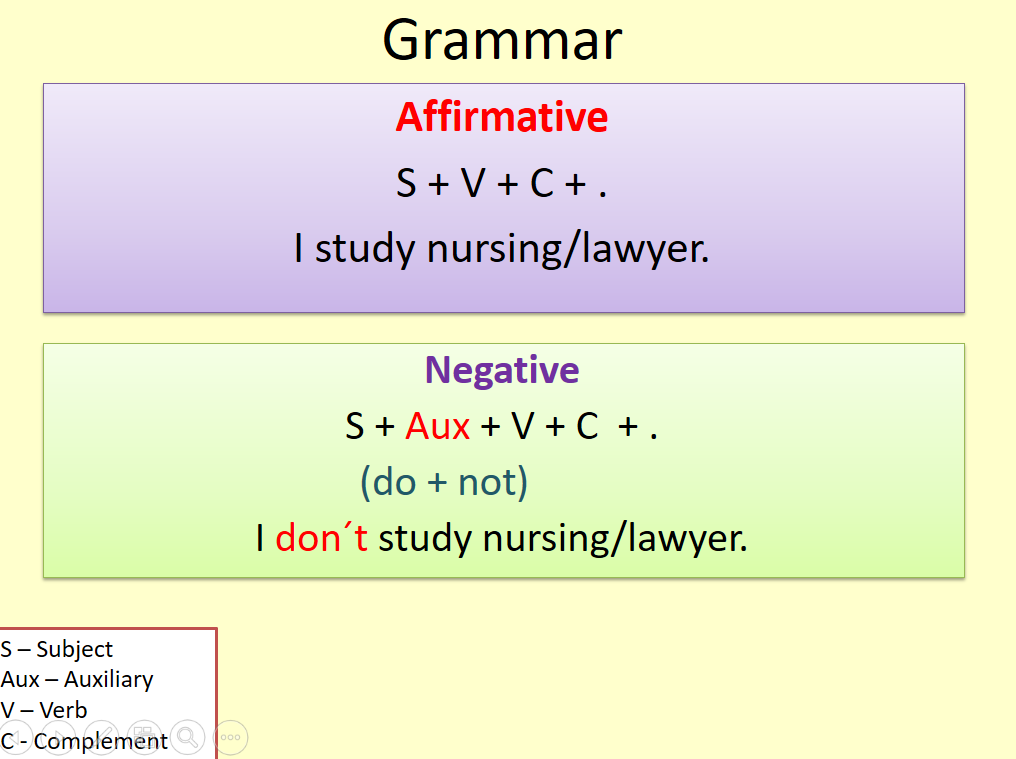 Grammar
Affirmative
S + V + C + .
I study nursing/lawyer.
Negative
S + Aux + V + C  + .
(do + not)
I don´t study nursing/lawyer.
S – Subject
Aux – Auxiliary
V – Verb
C - Complement